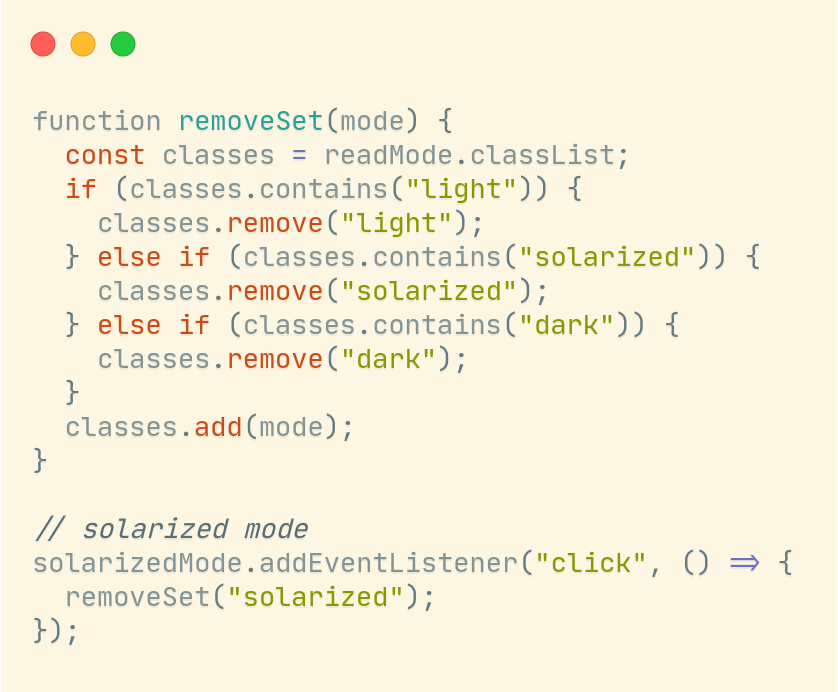 function removeSet(mode) {
  const classes = readMode.classList;
  if (classes.contains("light")) {
    classes.remove("light");
  } else if (classes.contains("solarized")) {
    classes.remove("solarized");
  } else if (classes.contains("dark")) {
    classes.remove("dark");
  }
  classes.add(mode);
}

// solarized mode
solarizedMode.addEventListener("click", () => {
  removeSet("solarized");
});